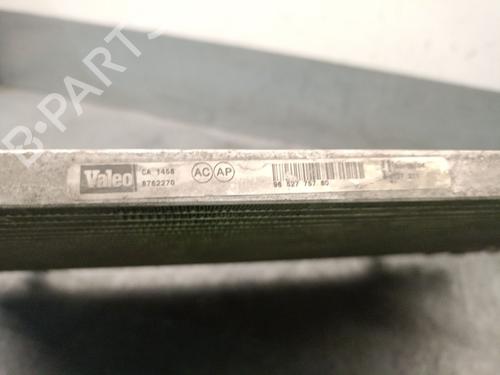 B-PARTS
Valeo
CA 1458
8762270
AC AP
96 527 757 80